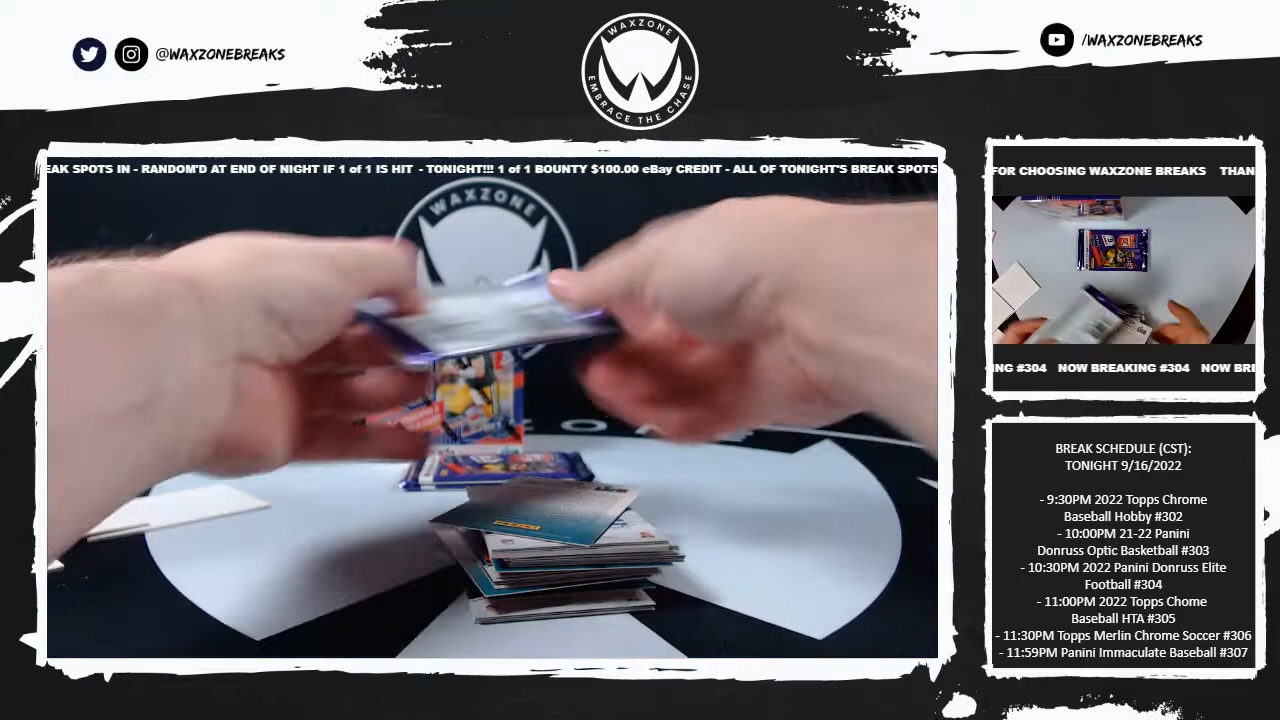 @WAXZONEBREAKS
WAXZONE
EMBRACE THE CHASE
/WAXZONEBREAKS
EAK SPOTS IN - RANDOM'D AT END OF NIGHT IF 1 of 1 IS HIT - TONIGHT!!! 1 of 1 BOUNTY $100.00 eBay CREDIT - ALL OF TONIGHT'S BREAK SPOTS
WAXZONE
PANINI
FOR CHOOSING WAXZONE BREAKS THAN
NG #304 NOW BREAKING #304 NOW BRE
BREAK SCHEDULE (CST):
TONIGHT 9/16/2022
- 9:30PM 2022 Topps Chrome
Baseball Hobby #302
- 10:00PM 21-22 Panini
Donruss Optic Basketball #303
- 10:30PM 2022 Panini Donruss Elite
Football #304
- 11:00PM 2022 Topps Chome
Baseball HTA #305
- 11:30PM Topps Merlin Chrome Soccer #306
- 11:59PM Panini Immaculate Baseball #307